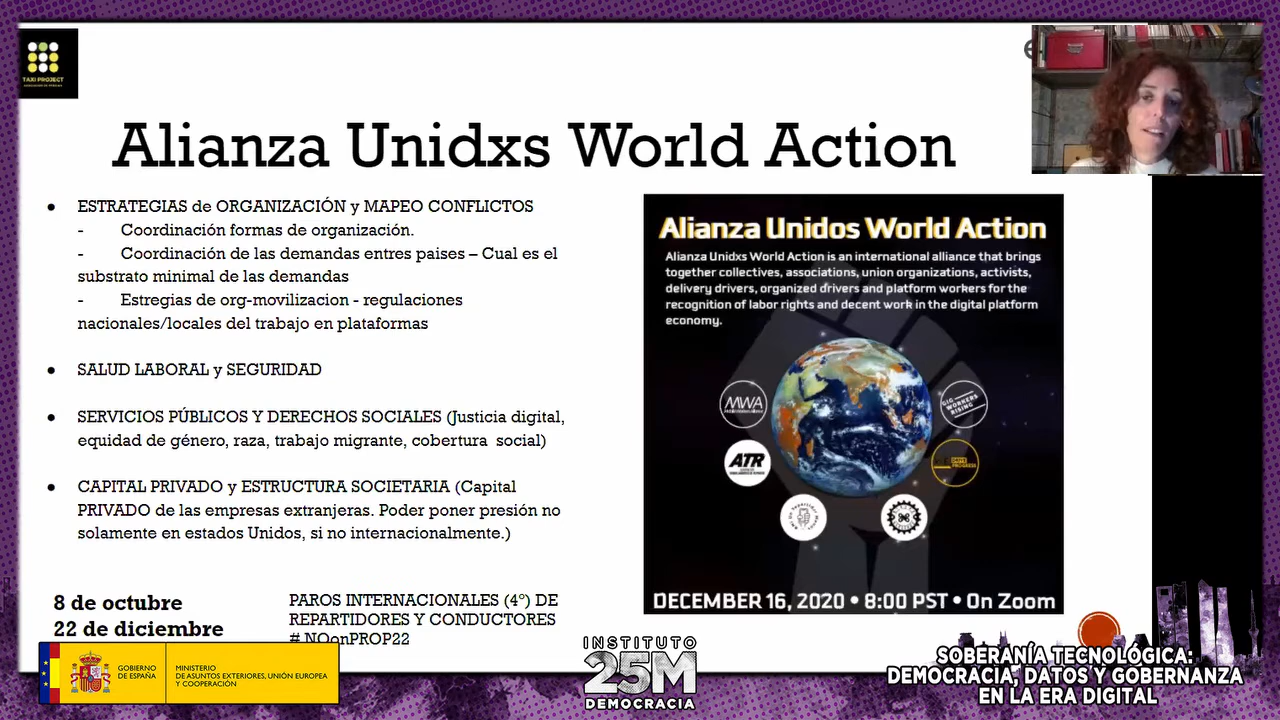 TAXI PROJECT
Alianza Unidxs World Action
● ESTRATEGIAS de ORGANIZACIÓN y MAPEO CONFLICTOS
- Coordinación formas de organización.
- Coordinación de las demandas entres paises – Cual es el
substrato minimal de las demandas
- Estregias de org-movilizacion - regulaciones
nacionales/locales del trabajo en plataformas
● SALUD LABORAL y SEGURIDAD
● SERVICIOS PÚBLICOS Y DERECHOS SOCIALES (Justicia digital,
equidad de género, raza, trabajo migrante, cobertura social)
● CAPITAL PRIVADO y ESTRUCTURA SOCIETARIA (Capital
PRIVADO de las empresas extranjeras. Poder poner presión no
solamente en estados Unidos, si no internacionalmente.)
8 de octubre
22 de diciembre
PAROS INTERNACIONALES (4º) DE
REPARTIDORES Y CONDUCTORES
# NOonPROP22
Alianza Unidos World Action
Alianza Unidxs World Action is an international alliance that brings
together collectives, associations, union organizations, activists,
delivery drivers, organized drivers and platform workers for the
recognition of labor rights and decent work in the digital platform
economy.
MWA
GIG WORKERS RISING
ATR
DRIVE PROGRESS
DECEMBER 16, 2020 • 8:00 PST • On Zoom
GOBIERNO
DE ESPAÑA
MINISTERIO
DE ASUNTOS EXTERIORES, UNIÓN EUROPEA
Y COOPERACIÓN
INSTITUTO
25M
DEMOCRACIA
SOBERANÍA TECNOLÓGICA:
DEMOCRACIA, DATOS Y GOBERNANZA
EN LA ERA DIGITAL